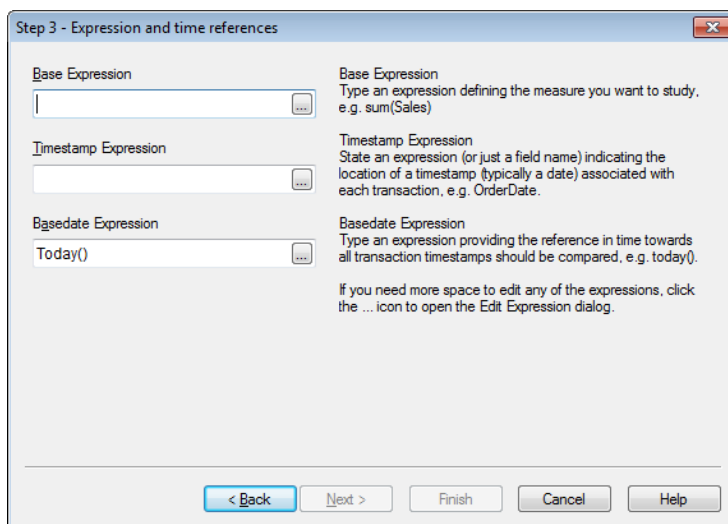 Step 3 - Expression and time references
Base Expression
...
Timestamp Expression
...
Basedate Expression
Today()
...
Base Expression
Type an expression defining the measure you want to study,
e.g. sum(Sales)
Timestamp Expression
State an expression (or just a field name) indicating the
location of a timestamp (typically a date) associated with
each transaction, e.g. OrderDate.
Basedate Expression
Type an expression providing the reference in time towards
all transaction timestamps should be compared, e.g. today().
If you need more space to edit any of the expressions, click
the ... icon to open the Edit Expression dialog.
< Back
Next >
Finish
Cancel
Help